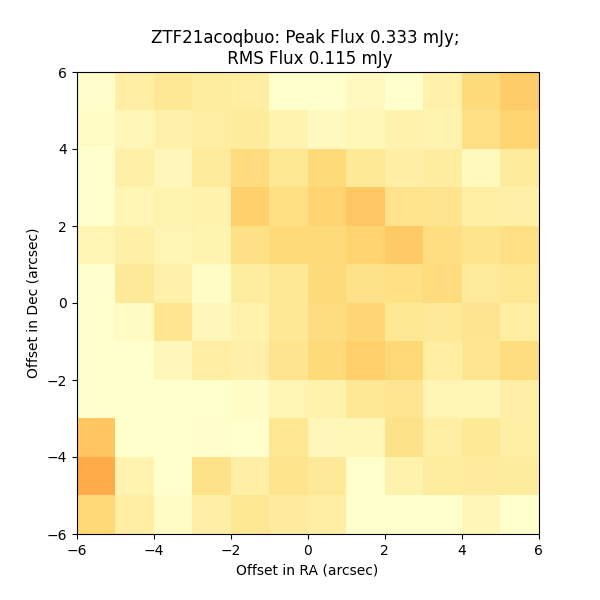 ZTF21acoqbuo: Peak Flux 0.333 mJy;
RMS Flux 0.115 mJy
6
4
2
0
−2
−4
−6
Offset in Dec (arcsec)
−6 −4 −2 0 2 4 6
Offset in RA (arcsec)